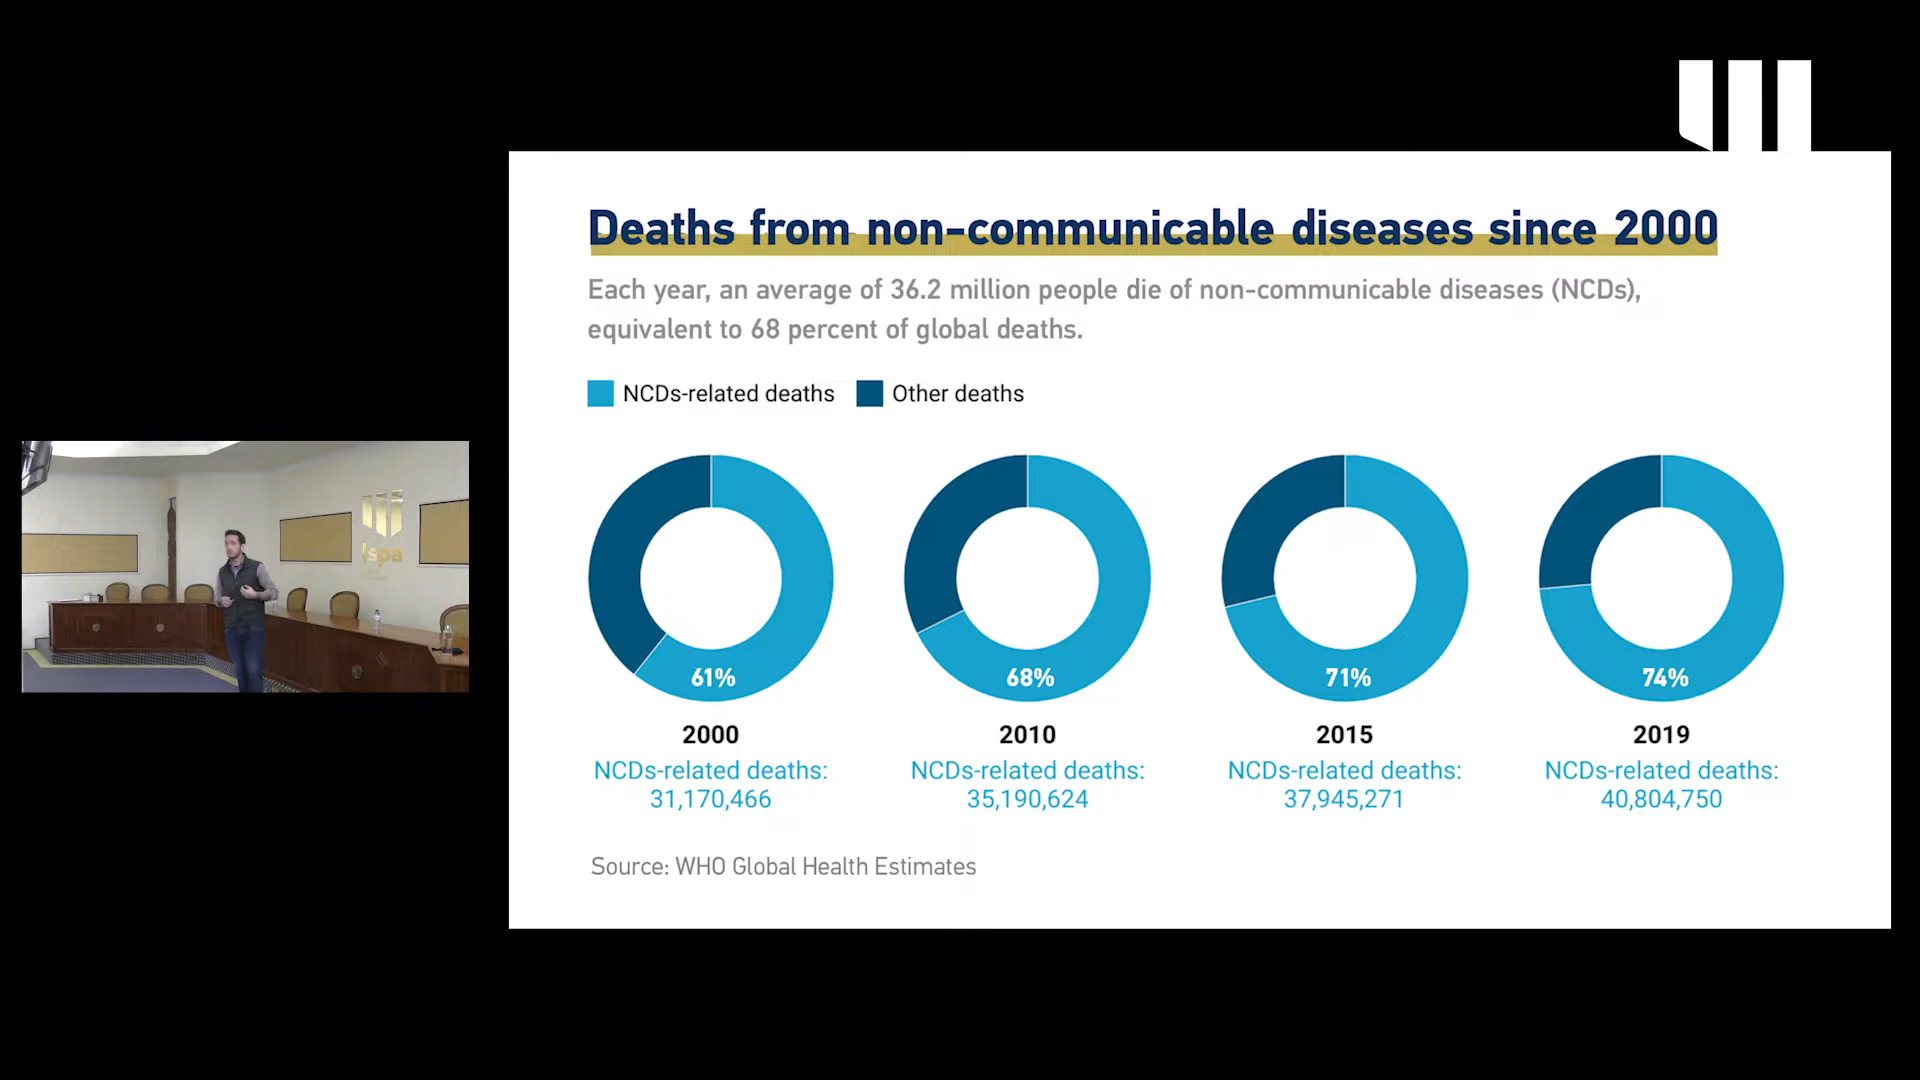 Deaths from non-communicable diseases since 2000
Each year, an average of 36.2 million people die of non-communicable diseases (NCDs),
equivalent to 68 percent of global deaths.
NCDs-related deaths Other deaths
61% 68% 71% 74%
2000 2010 2015 2019
NCDs-related deaths: NCDs-related deaths: NCDs-related deaths: NCDs-related deaths:
31,170,466 35,190,624 37,945,271 40,804,750
Source: WHO Global Health Estimates
ispa